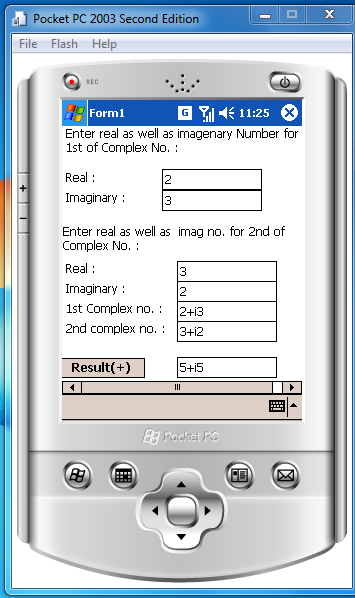 Pocket PC 2003 Second Edition
File Flash Help
REC
Form1 G 11:25
Enter real as well as imagenary Number for
1st of Complex No. :
Real : 2
Imaginary : 3
Enter real as well as imag no. for 2nd of
Complex No. :
Real : 3
Imaginary : 2
1st Complex no. : 2+i3
2nd complex no. : 3+i2
Result(+) 5+i5
Pocket PC